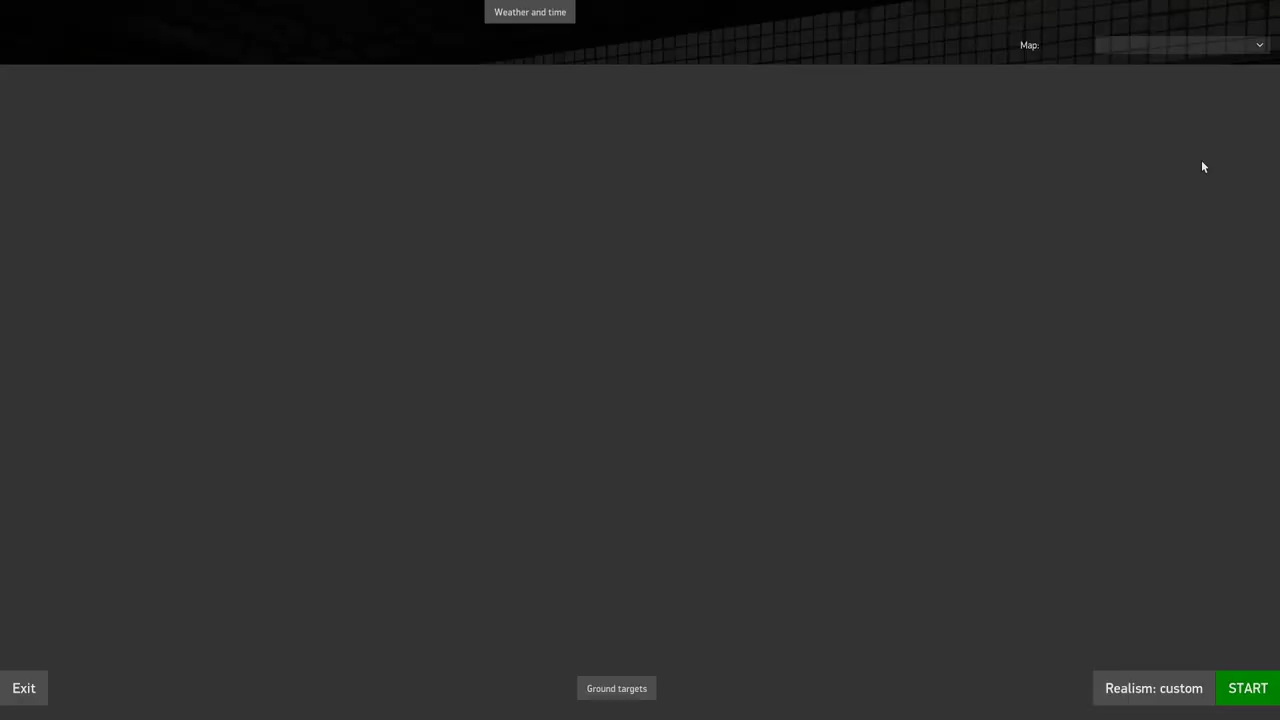 Weather and time
Map:
Exit
Ground targets
Realism: custom
START